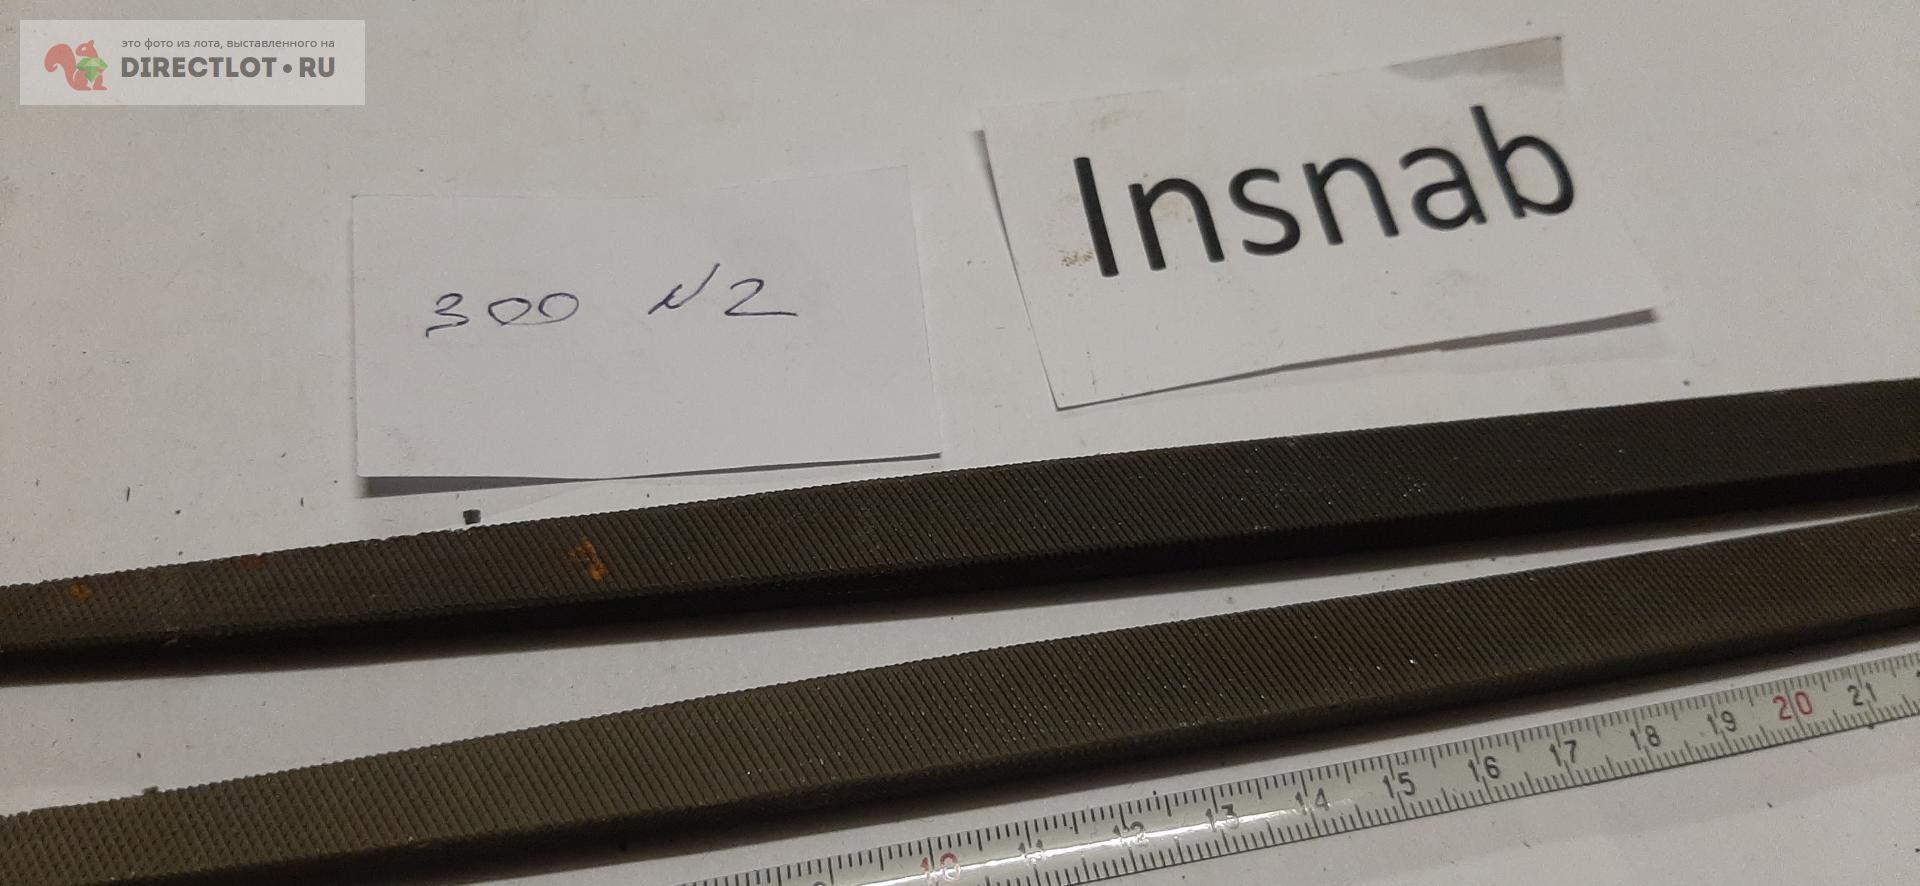 это фото из лота, выставленного на
DIRECTLOT•RU
Insnab
300 N2
10 11 12 13 14 15 16 17 18 19 20 21